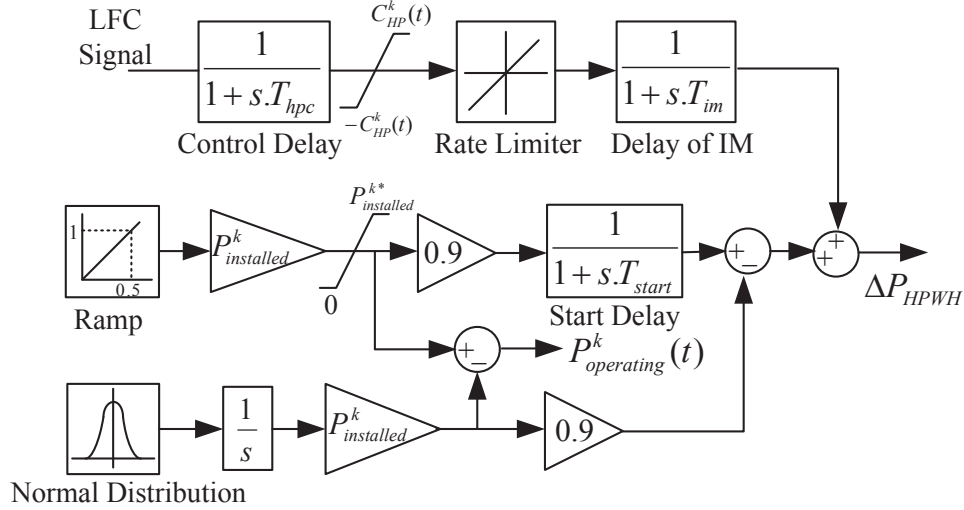 LFC
Signal
1
1 + s.T_{hpc}
Control Delay
C_{HP}^{k}(t)
−C_{HP}^{k}(t)
Rate Limiter
1
1 + s.T_{im}
Delay of IM
1
0.5
Ramp
P_{installed}^{k}
P_{installed}^{k*}
0
0.9
1
1 + s.T_{start}
Start Delay
+
−
+
+
ΔP_{HPWH}
+
−
P_{operating}^{k}(t)
Normal Distribution
1
s
P_{installed}^{k}
0.9